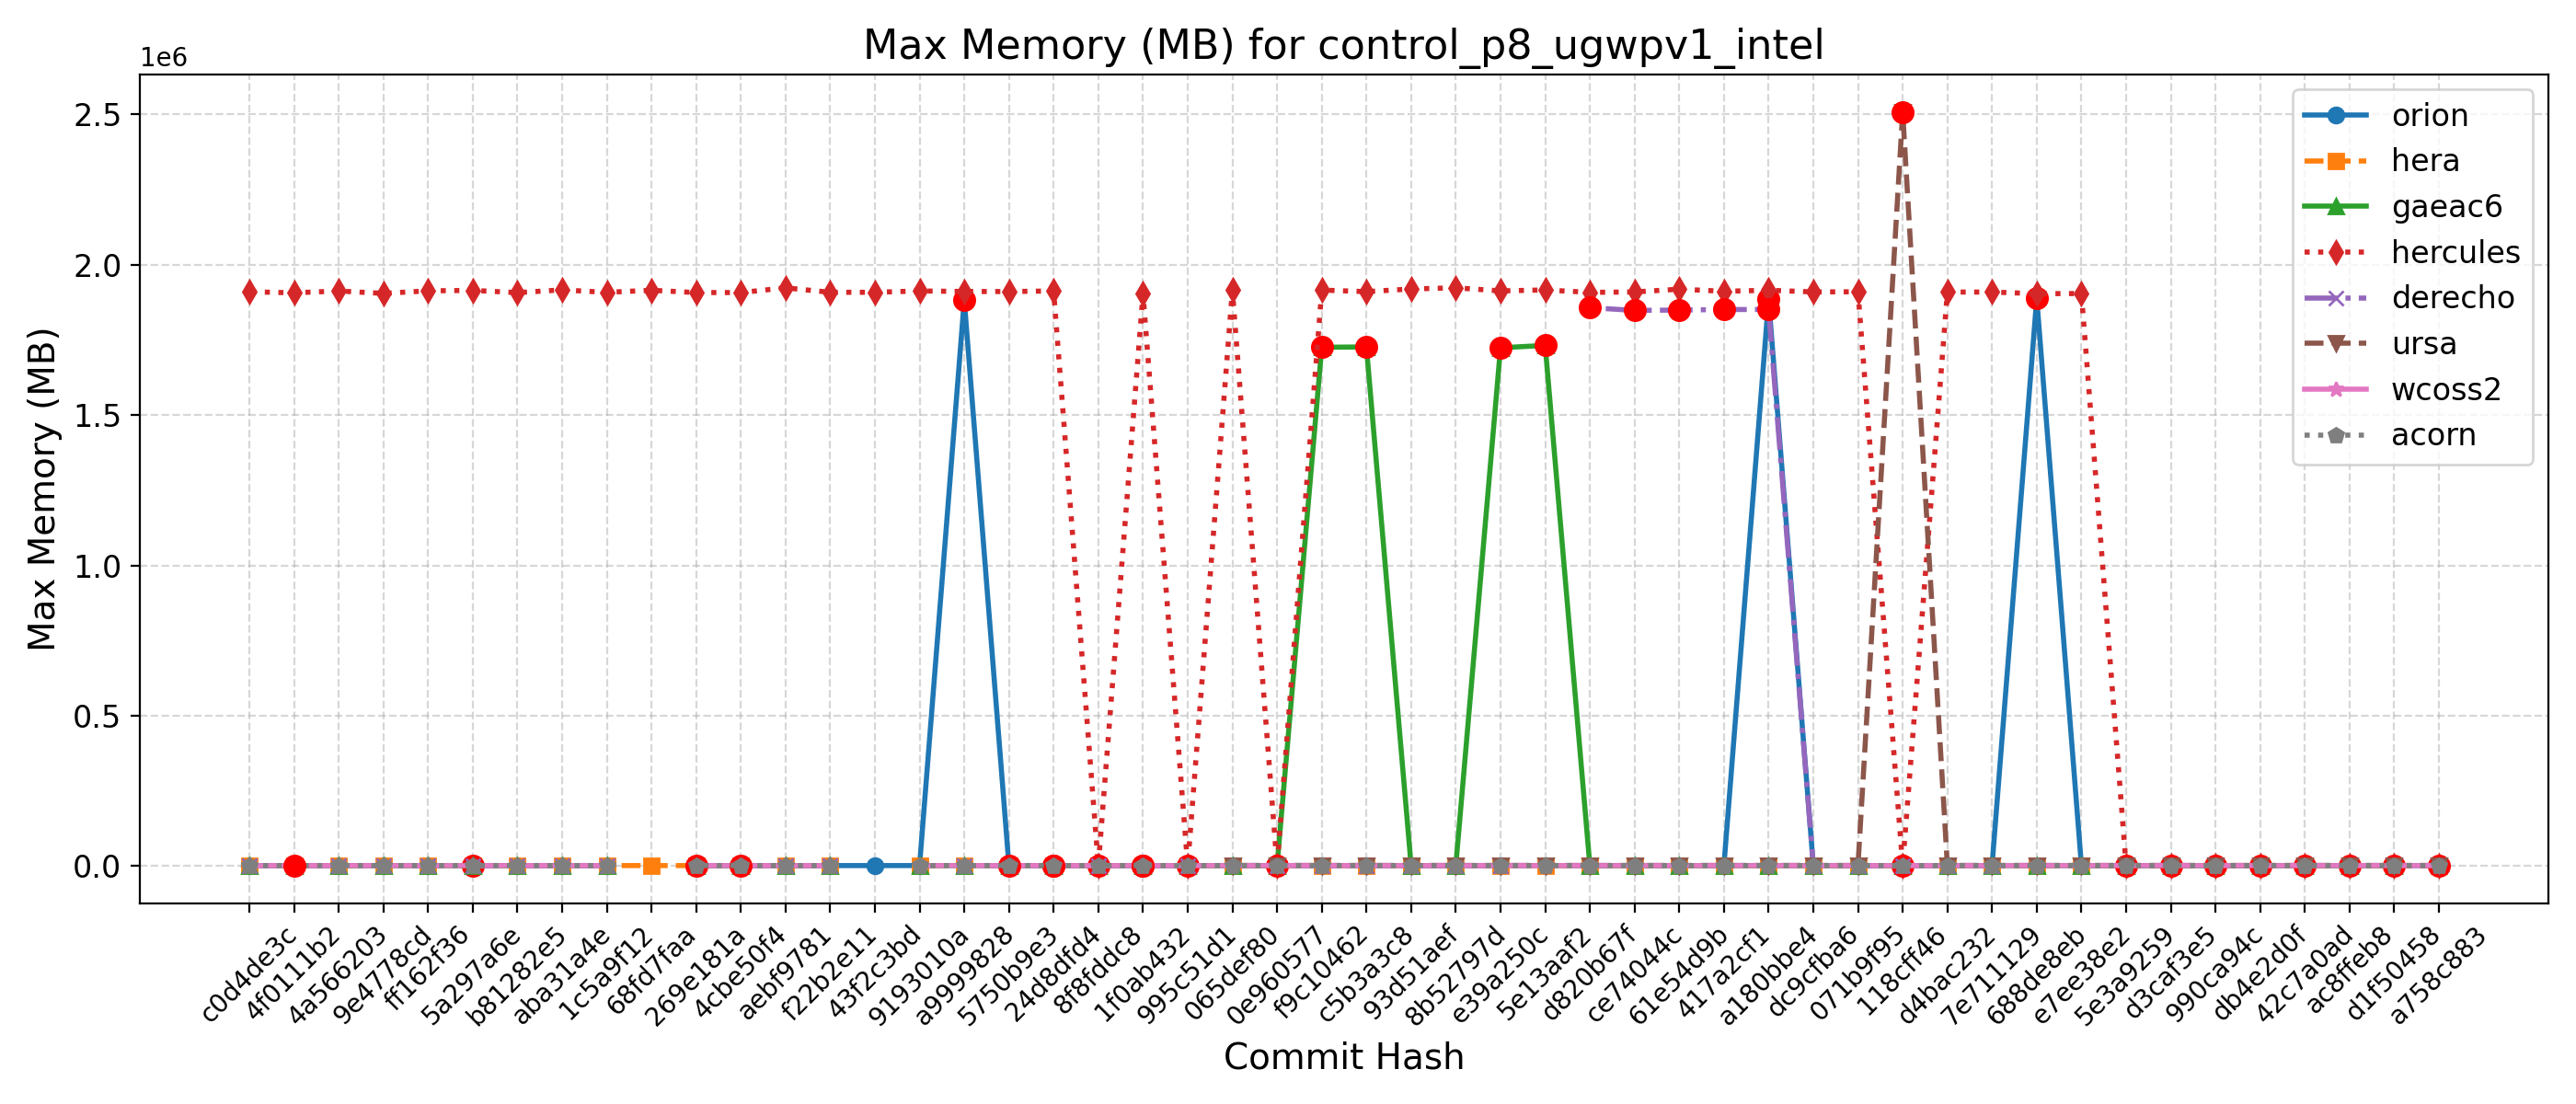 Max Memory (MB) for control_p8_ugwpv1_intel
1e6
2.5
2.0
1.5
1.0
0.5
0.0
Max Memory (MB)
orion
hera
gaeac6
hercules
derecho
ursa
wcoss2
acorn
c0d4de3c
4f0111b2
4a566203
9e4778cd
ff162f36
5a297a6e
b81282e5
aba31a4e
1c5a9f12
68fd7faa
269e181a
4cbe50f4
aebf9781
f22b2e11
43f2c3bd
9193010a
a9999828
5750b9e3
24d8dfd4
8f8fddc8
1f0ab432
995c51d1
065def80
0e960577
f9c10462
c5b3a3c8
93d51aef
8b52797d
e39a250c
5e13aaf2
d820b67f
ce74044c
61e54d9b
417a2cf1
a180bbe4
dc9cfba6
071b9f95
118cff46
d4bac232
7e711129
688de8eb
e7ee38e2
5e3a9259
d3caf3e5
990ca94c
db4e2d0f
42c7a0ad
ac8ffeb8
d1f50458
a758c883
Commit Hash